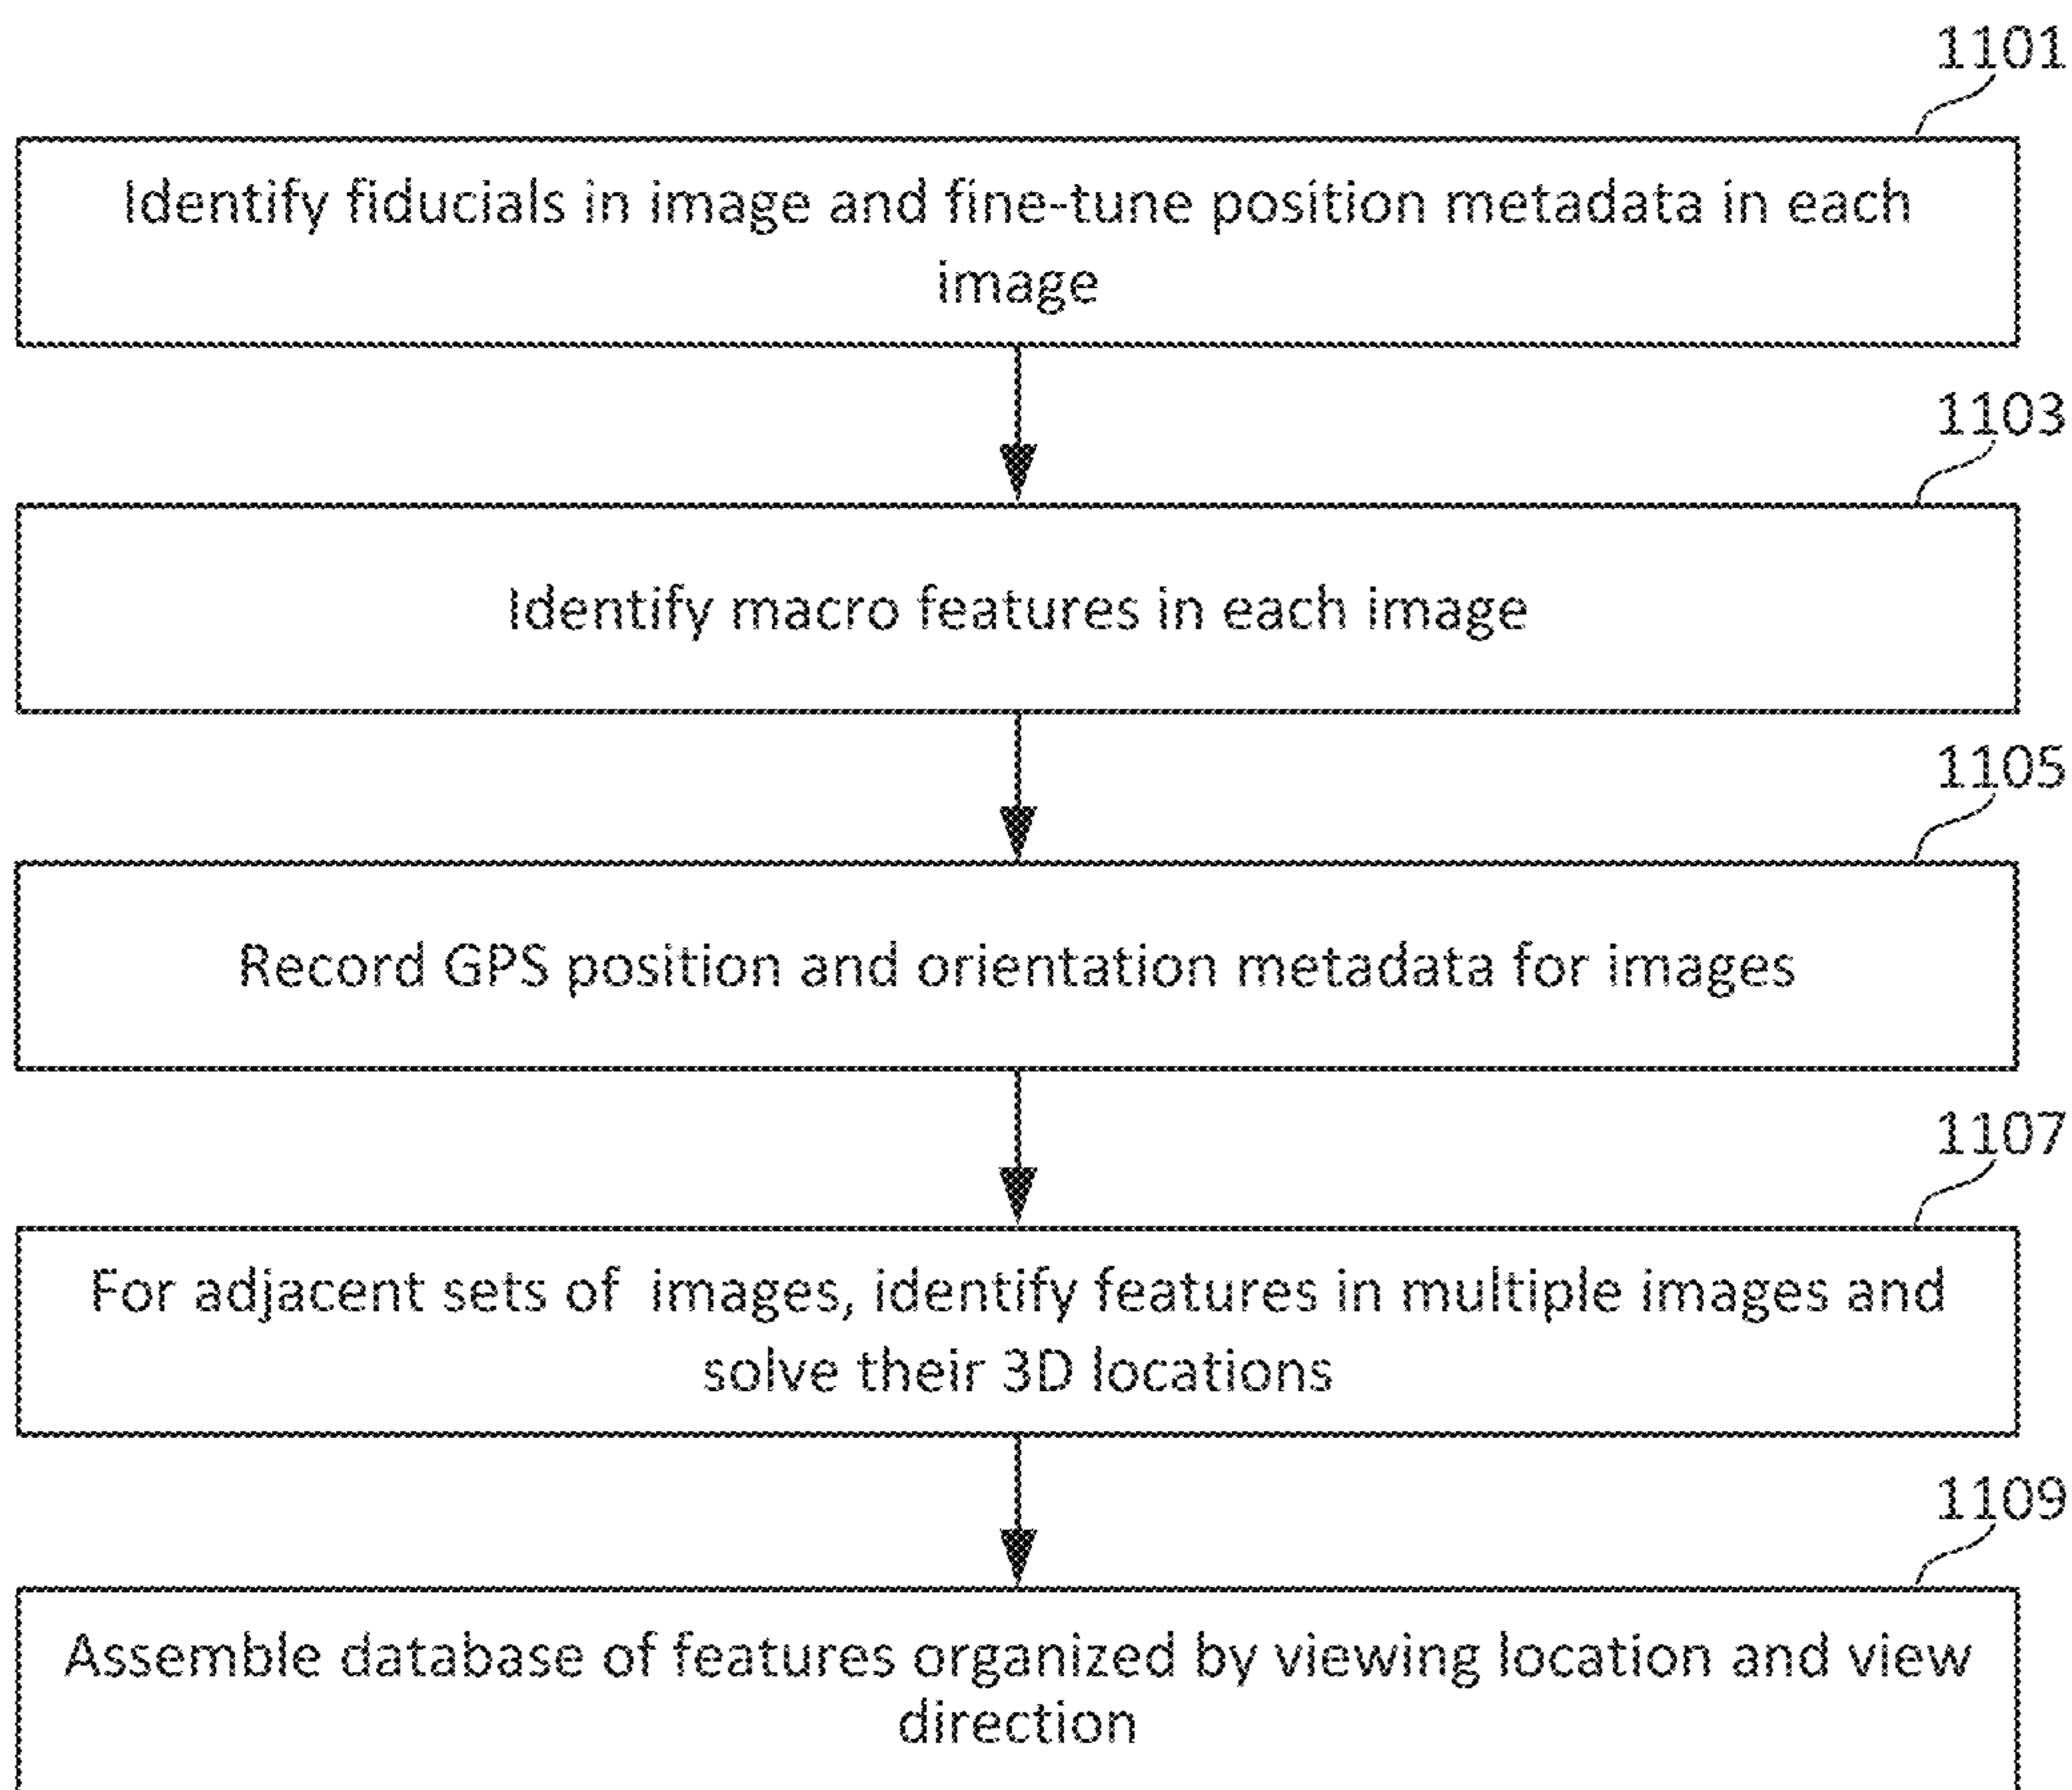 1101
Identify fiducials in image and fine-tune position metadata in each
image
1103
Identify macro features in each image
1105
Record GPS position and orientation metadata for images
1107
For adjacent sets of images, identify features in multiple images and
solve their 3D locations
1109
Assemble database of features organized by viewing location and view
direction